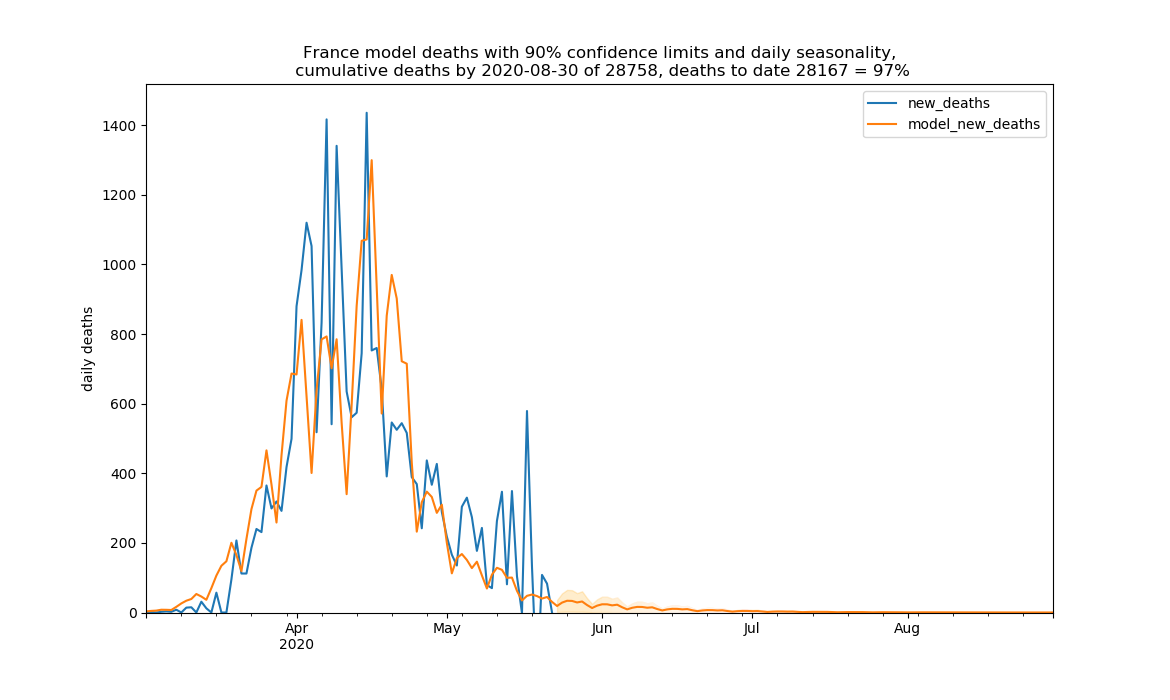 France model deaths with 90% confidence limits and daily seasonality,
cumulative deaths by 2020-08-30 of 28758, deaths to date 28167 = 97%
new_deaths
model_new_deaths
daily deaths
1400
1200
1000
800
600
400
200
0
Apr
2020
May
Jun
Jul
Aug